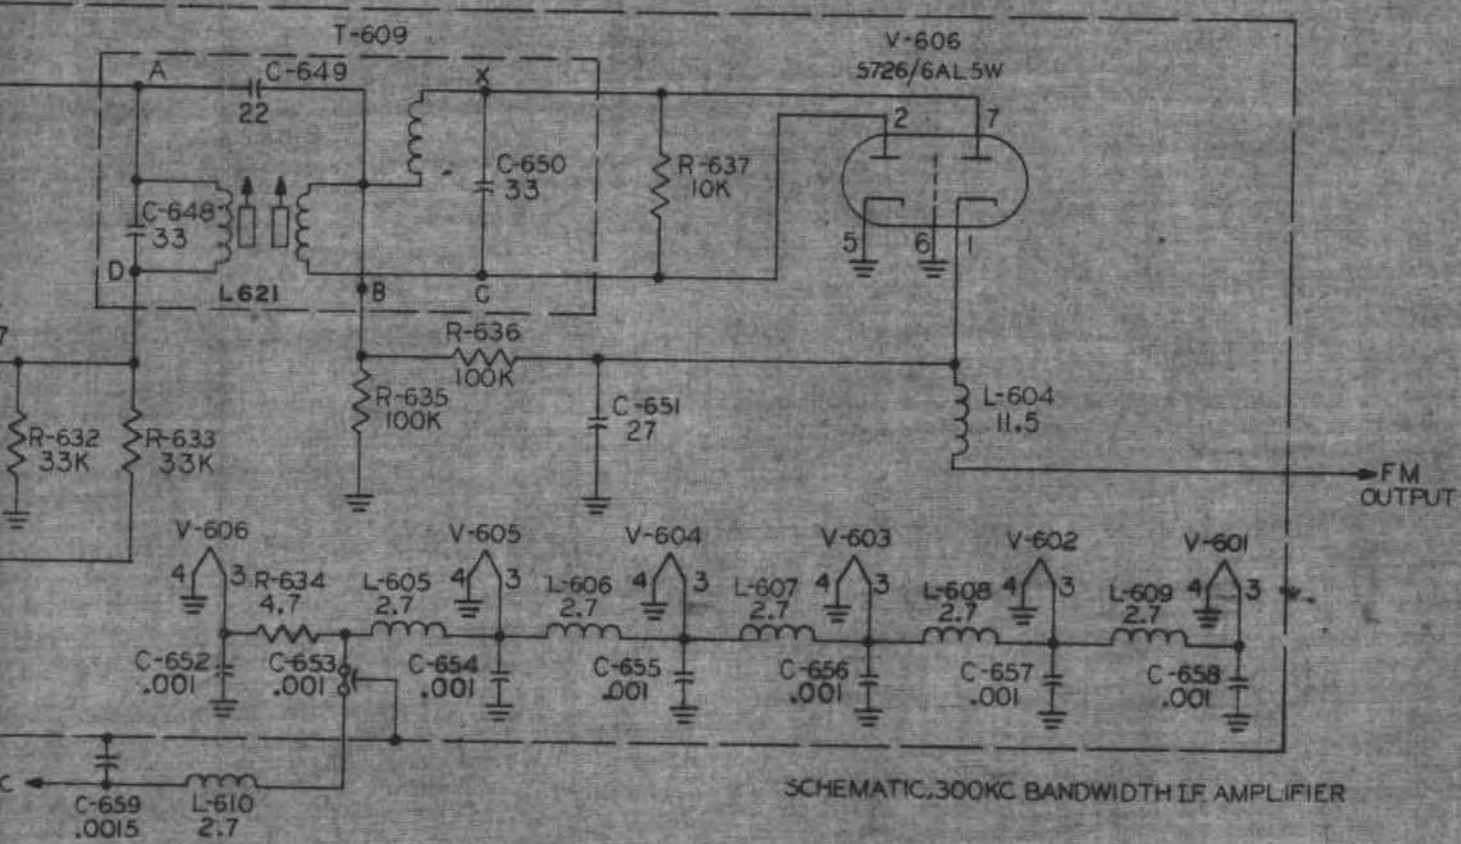 T-609
V-606
5726/6AL5W
A
C-649
22
X
2
7
C-650
33
R-637
10K
C-648
33
5
6
1
D
L621
B
C
7
R-636
100K
R-635
100K
C-651
27
L-604
11.5
R-632
33K
R-633
33K
FM
OUTPUT
V-606
V-605
V-604
V-603
V-602
V-601
4
3
R-634
4.7
L-605
2.7
4
3
L-606
2.7
4
3
L-607
2.7
4
3
L-608
2.7
4
3
L-609
2.7
4
3
C-652
.001
C-653
.001
C-654
.001
C-655
.001
C-656
.001
C-657
.001
C-658
.001
C
C-659
.0015
L-610
2.7
SCHEMATIC, 300KC BANDWIDTH I.F. AMPLIFIER